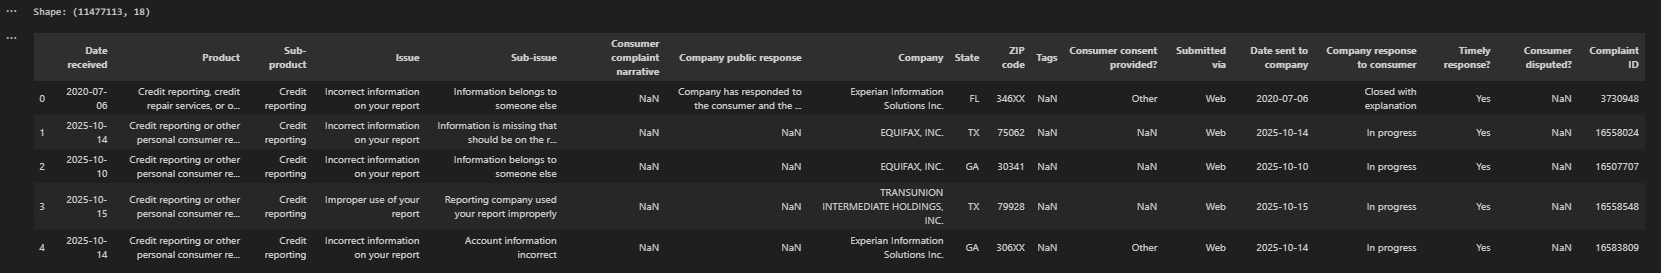 ... Shape: (11477113, 18)
...
Date received Product Sub-product Issue Sub-issue Consumer complaint narrative Company public response Company State ZIP code Tags Consumer consent provided? Submitted via Date sent to company Company response to consumer Timely response? Consumer disputed? Complaint ID
0 2020-07-06 Credit reporting, credit repair services, or o... Credit reporting Incorrect information on your report Information belongs to someone else NaN Company has responded to the consumer and the ... Experian Information Solutions Inc. FL 346XX NaN Other Web 2020-07-06 Closed with explanation Yes NaN 3730948
1 2025-10-14 Credit reporting or other personal consumer re... Credit reporting Incorrect information on your report Information is missing that should be on the r... NaN NaN EQUIFAX, INC. TX 75062 NaN NaN Web 2025-10-14 In progress Yes NaN 16558024
2 2025-10-10 Credit reporting or other personal consumer re... Credit reporting Incorrect information on your report Information belongs to someone else NaN NaN EQUIFAX, INC. GA 30341 NaN NaN Web 2025-10-10 In progress Yes NaN 16507707
3 2025-10-15 Credit reporting or other personal consumer re... Credit reporting Improper use of your report Reporting company used your report improperly NaN NaN TRANSUNION INTERMEDIATE HOLDINGS, INC. TX 79928 NaN NaN Web 2025-10-15 In progress Yes NaN 16558548
4 2025-10-14 Credit reporting or other personal consumer re... Credit reporting Incorrect information on your report Account information incorrect NaN NaN Experian Information Solutions Inc. GA 306XX NaN Other Web 2025-10-14 In progress Yes NaN 16583809